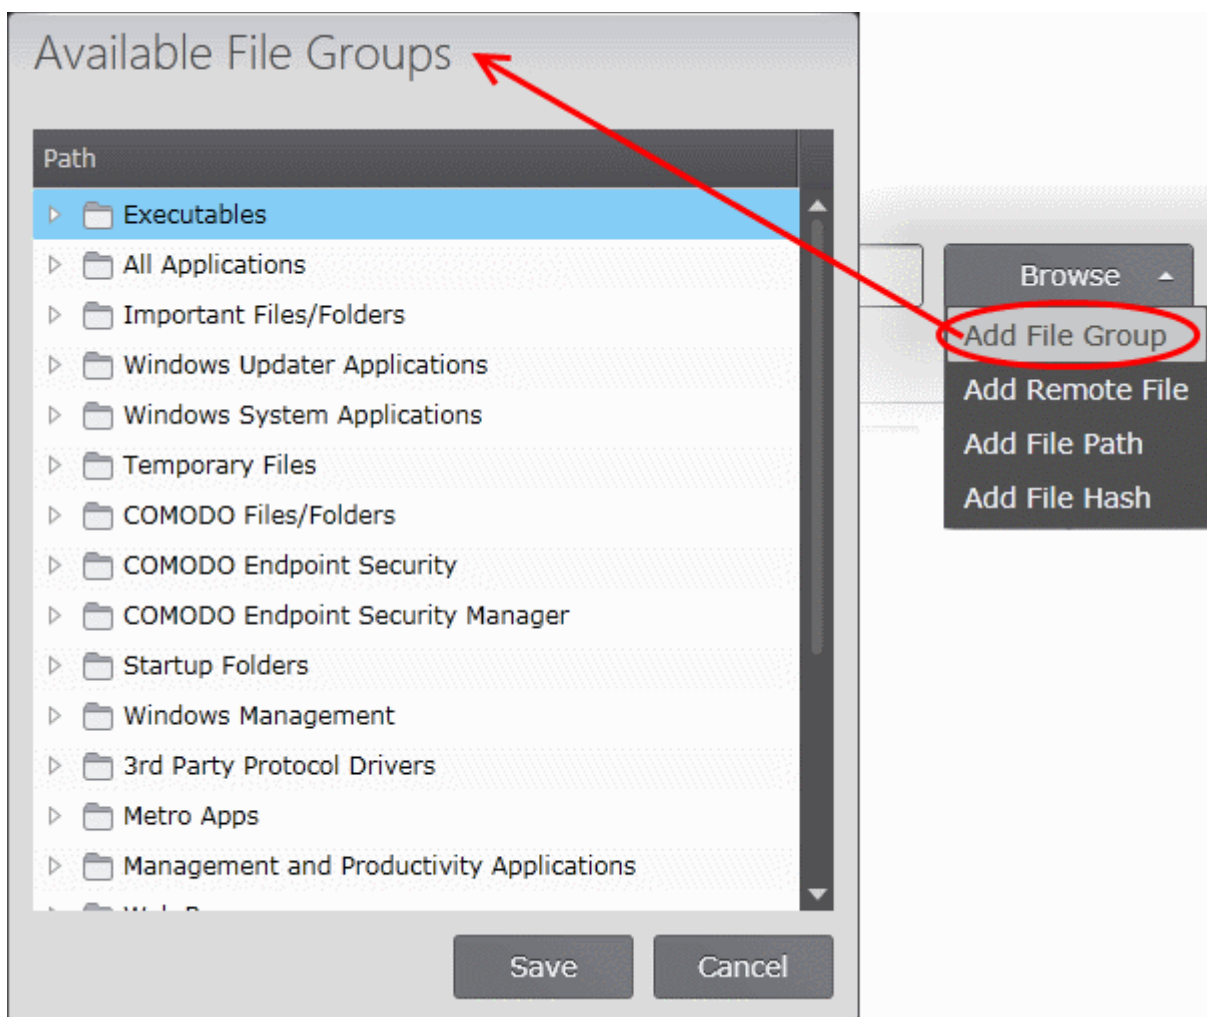 Available File Groups
Path
Executables
All Applications
Important Files/Folders
Windows Updater Applications
Windows System Applications
Temporary Files
COMODO Files/Folders
COMODO Endpoint Security
COMODO Endpoint Security Manager
Startup Folders
Windows Management
3rd Party Protocol Drivers
Metro Apps
Management and Productivity Applications
Save
Cancel
Browse
Add File Group
Add Remote File
Add File Path
Add File Hash